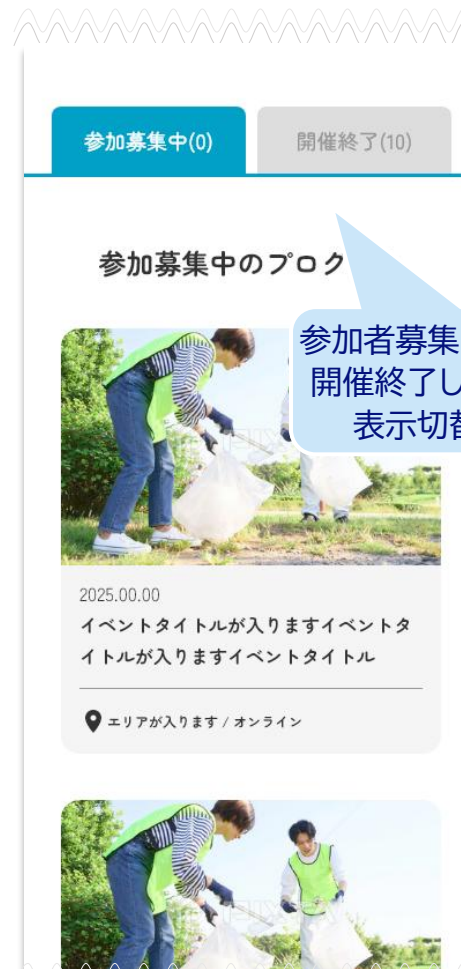 参加募集中(0)
開催終了(10)
参加募集中のプロク
参加者募集
開催終了し
表示切替
2025.00.00
イベントタイトルが入りますイベントタ
イトルが入りますイベントタイトル
エリアが入ります / オンライン